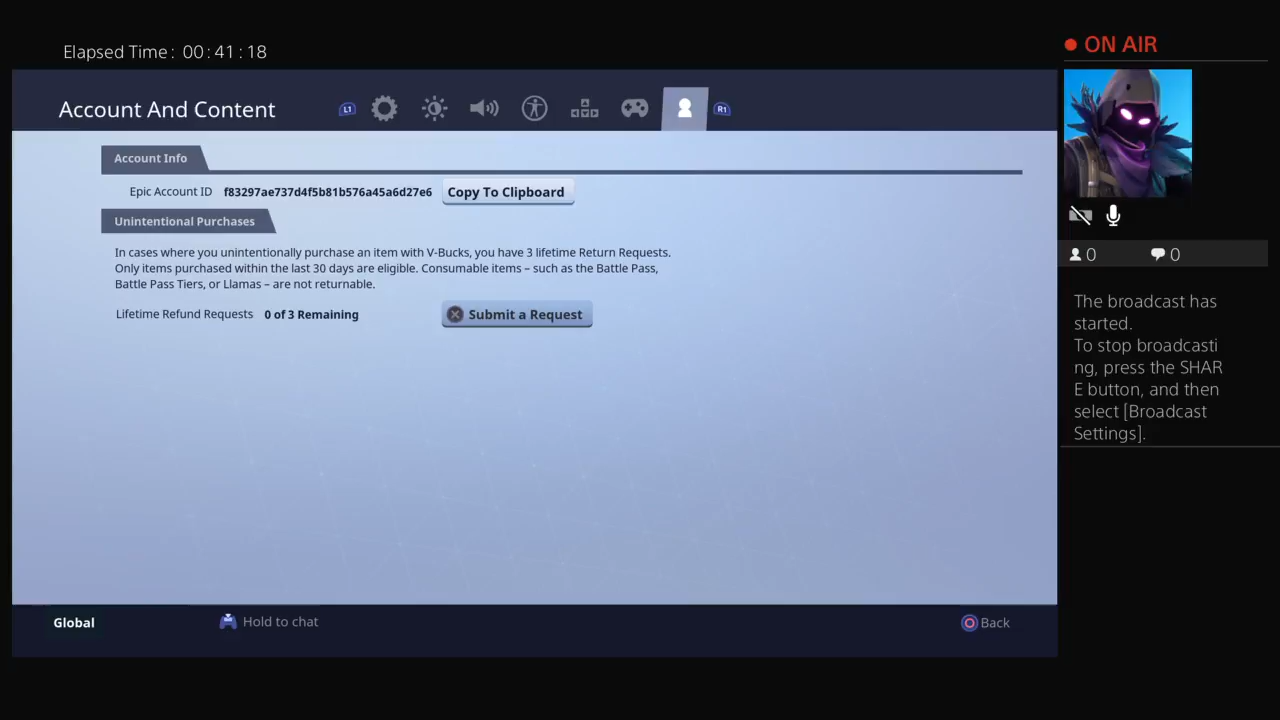 Elapsed Time: 00:41:18
ON AIR
Account And Content
L1
R1
Account Info
Epic Account ID f83297ae737d4f5b81b576a45a6d27e6 Copy To Clipboard
Unintentional Purchases
In cases where you unintentionally purchase an item with V-Bucks, you have 3 lifetime Return Requests.
Only items purchased within the last 30 days are eligible. Consumable items – such as the Battle Pass,
Battle Pass Tiers, or Llamas – are not returnable.
Lifetime Refund Requests 0 of 3 Remaining Submit a Request
0 0
The broadcast has
started.
To stop broadcasti
ng, press the SHAR
E button, and then
select [Broadcast
Settings].
Global Hold to chat Back